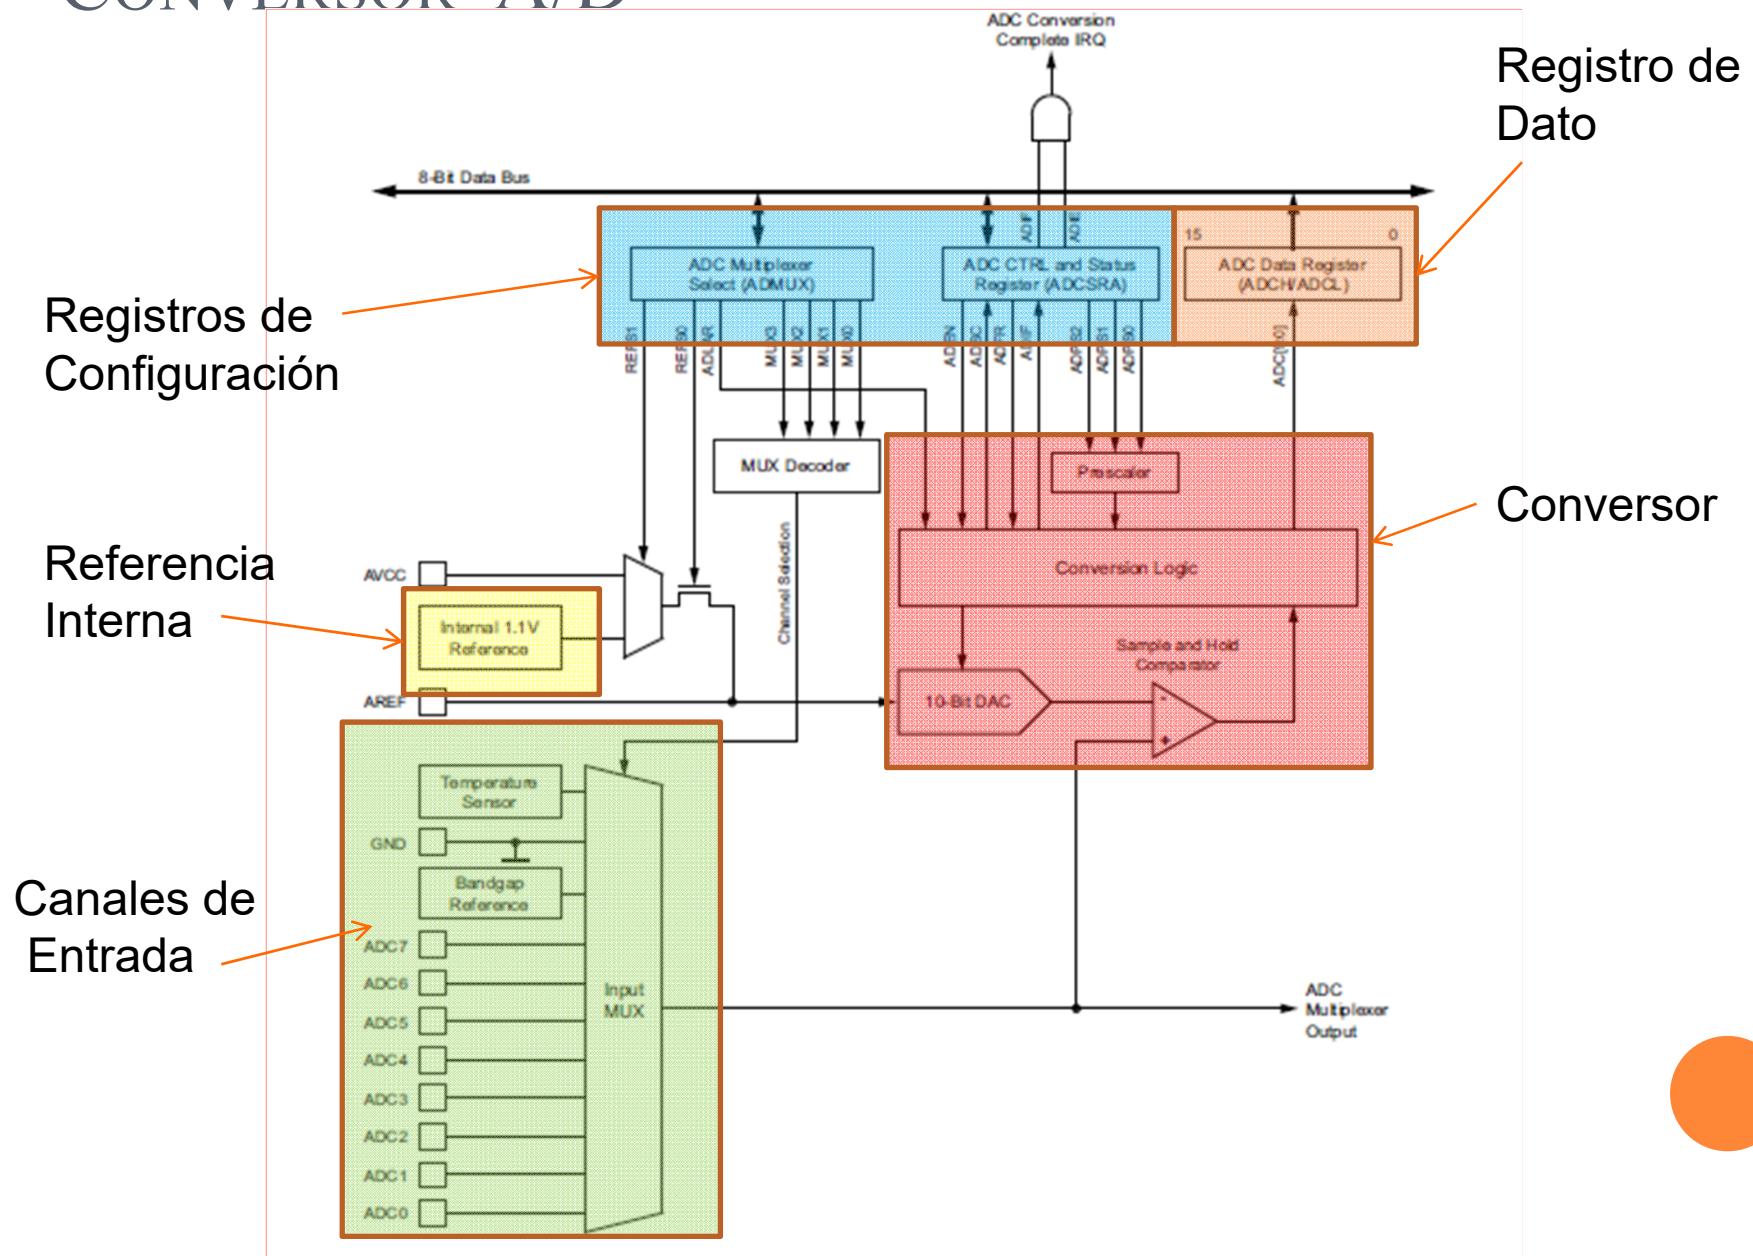 CONVERSOR A/D
ADC Conversion
Complete IRQ
Registro de
Dato
8-Bit Data Bus
ADIF
ADIE
15
0
ADC Multiplexer
Select (ADMUX)
ADC CTRL and Status
Register (ADCSRA)
ADC Data Register
(ADCH/ADCL)
Registros de
Configuración
REFS1
REFS0
ADLAR
MUX3
MUX2
MUX1
MUX0
ADEN
ADSC
ADFR
ADIF
ADPS2
ADPS1
ADPS0
ADC[9:0]
MUX Decoder
Prescaler
Conversor
Channel Selection
Conversion Logic
Referencia
Interna
AVCC
Internal 1.1V
Reference
AREF
Sample and Hold
Comparator
10-Bit DAC
-
+
Temperature
Sensor
GND
Bandgap
Reference
Canales de
Entrada
ADC7
ADC6
ADC5
ADC4
ADC3
ADC2
ADC1
ADC0
Input
MUX
ADC
Multiplexer
Output